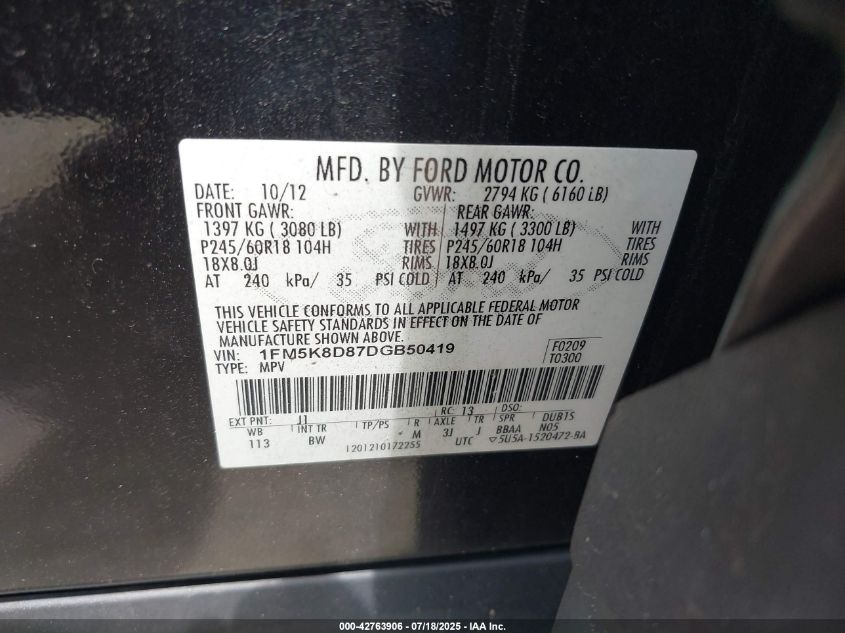 MFD. BY FORD MOTOR CO.
DATE: 10/12 GVWR: 2794 KG ( 6160 LB)
FRONT GAWR: REAR GAWR:
1397 KG ( 3080 LB) WITH 1497 KG ( 3300 LB) WITH
P245/60R18 104H TIRES P245/60R18 104H TIRES
18X8.0J RIMS 18X8.0J RIMS
AT 240 kPa/ 35 PSI COLD AT 240 kPa/ 35 PSI COLD
THIS VEHICLE CONFORMS TO ALL APPLICABLE FEDERAL MOTOR
VEHICLE SAFETY STANDARDS IN EFFECT ON THE DATE OF
MANUFACTURE SHOWN ABOVE.
VIN: 1FM5K8D87DGB50419 F0209
TYPE: MPV T0300
RC: 13 DSO:
EXT PNT: J1
WB INT TR TP/PS R AXLE TR SPR DUB1S
113 BW M 3J J BBAA N05
1201210172255 UTC ▽5U5A-1520472-BA
000-42763906 - 07/18/2025 - IAA Inc.